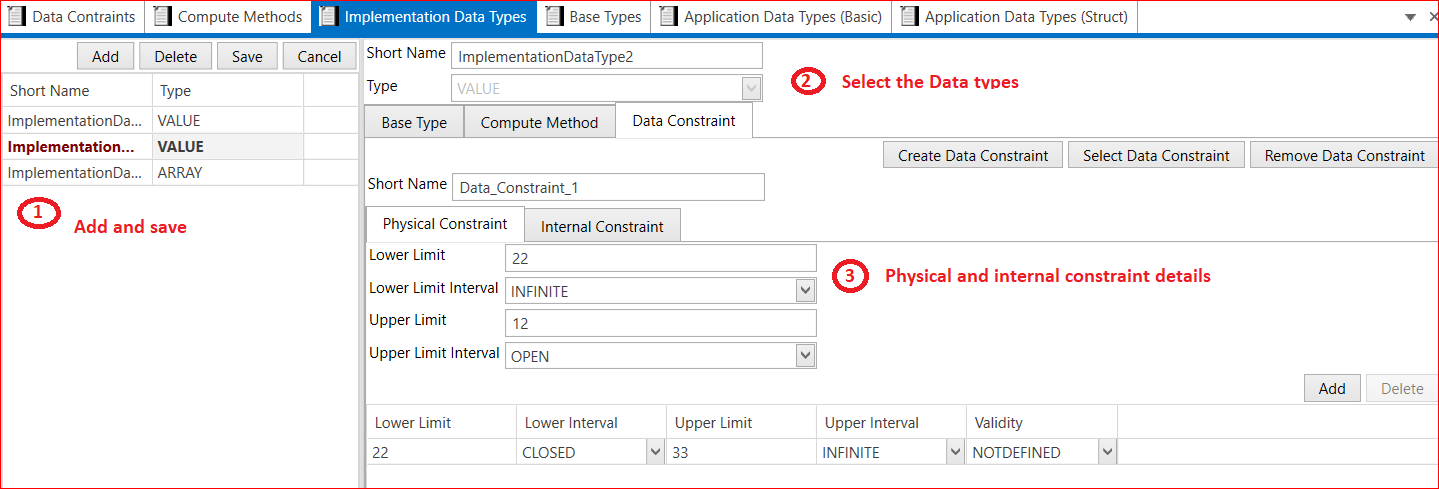 Data Constraints Compute Methods Implementation Data Types Base Types Application Data Types (Basic) Application Data Types (Struct)
Add Delete Save Cancel
Short Name Type
ImplementationDa... VALUE
Implementation... VALUE
ImplementationDa... ARRAY
1 Add and save
Short Name ImplementationDataType2
Type VALUE
2 Select the Data types
Base Type Compute Method Data Constraint
Create Data Constraint Select Data Constraint Remove Data Constraint
Short Name Data_Constraint_1
Physical Constraint Internal Constraint
Lower Limit 22
Lower Limit Interval INFINITE
Upper Limit 12
Upper Limit Interval OPEN
3 Physical and internal constraint details
Add Delete
Lower Limit Lower Interval Upper Limit Upper Interval Validity
22 CLOSED 33 INFINITE NOTDEFINED